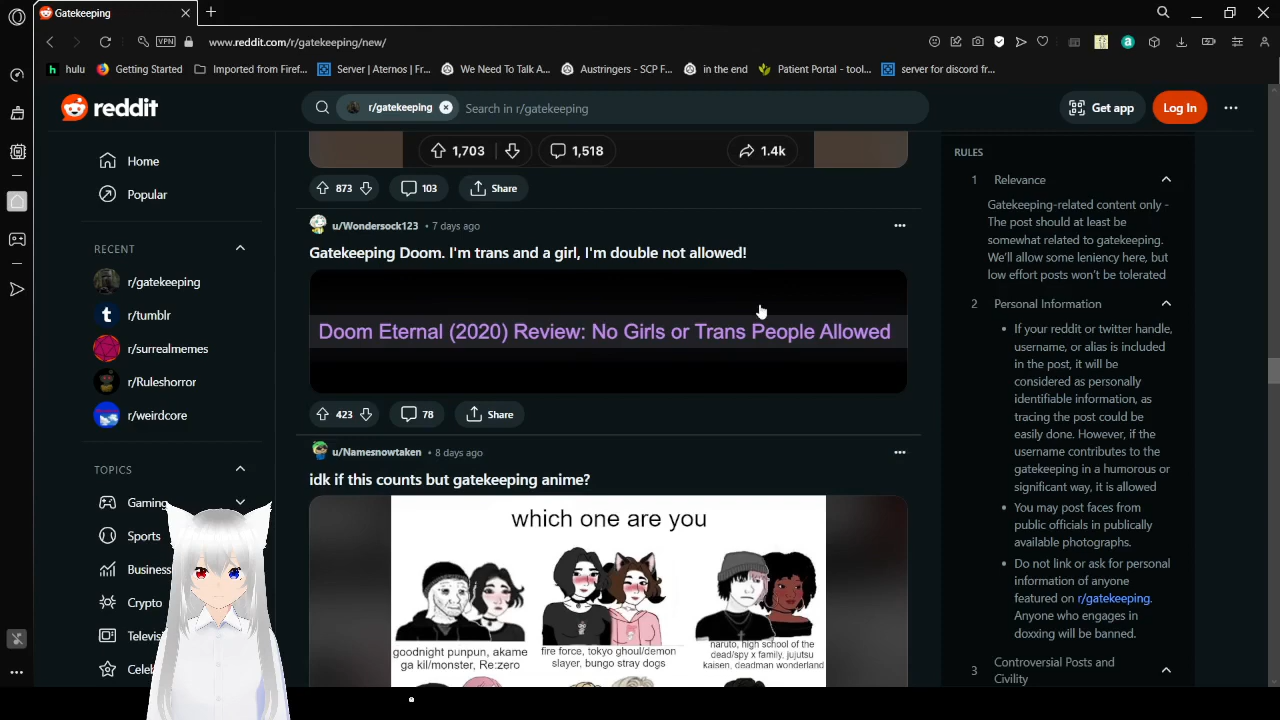 Gatekeeping
www.reddit.com/r/gatekeeping/new/
VPN
hulu
Getting Started
Imported from Firef...
Server | Aternos | Fr...
We Need To Talk A...
Austringers - SCP F...
in the end
Patient Portal - tool...
server for discord fr...
reddit
r/gatekeeping
Search in r/gatekeeping
Get app
Log In
Home
Popular
RECENT
r/gatekeeping
r/tumblr
r/surrealmemes
r/Ruleshorror
r/weirdcore
TOPICS
Gaming
Sports
Business
Crypto
Televisi
Celeb
1,703
1,518
1.4k
873
103
Share
u/Wondersock123 • 7 days ago
Gatekeeping Doom. I'm trans and a girl, I'm double not allowed!
Doom Eternal (2020) Review: No Girls or Trans People Allowed
423
78
Share
u/Namesnowtaken • 8 days ago
idk if this counts but gatekeeping anime?
which one are you
goodnight punpun, akame
ga kil/monster, Re:zero
fire force, tokyo ghoul/demon
slayer, bungo stray dogs
naruto, high school of the
dead/spy x family, jujutsu
kaisen, deadman wonderland
RULES
1 Relevance
Gatekeeping-related content only -
The post should at least be
somewhat related to gatekeeping.
We'll allow some leniency here, but
low effort posts won't be tolerated
2 Personal Information
• If your reddit or twitter handle,
username, or alias is included
in the post, it will be
considered as personally
identifiable information, as
tracing the post could be
easily done. However, if the
username contributes to the
gatekeeping in a humorous or
significant way, it is allowed
• You may post faces from
public officials in publically
available photographs.
• Do not link or ask for personal
information of anyone
featured on r/gatekeeping.
Anyone who engages in
doxxing will be banned.
3 Controversial Posts and
Civility